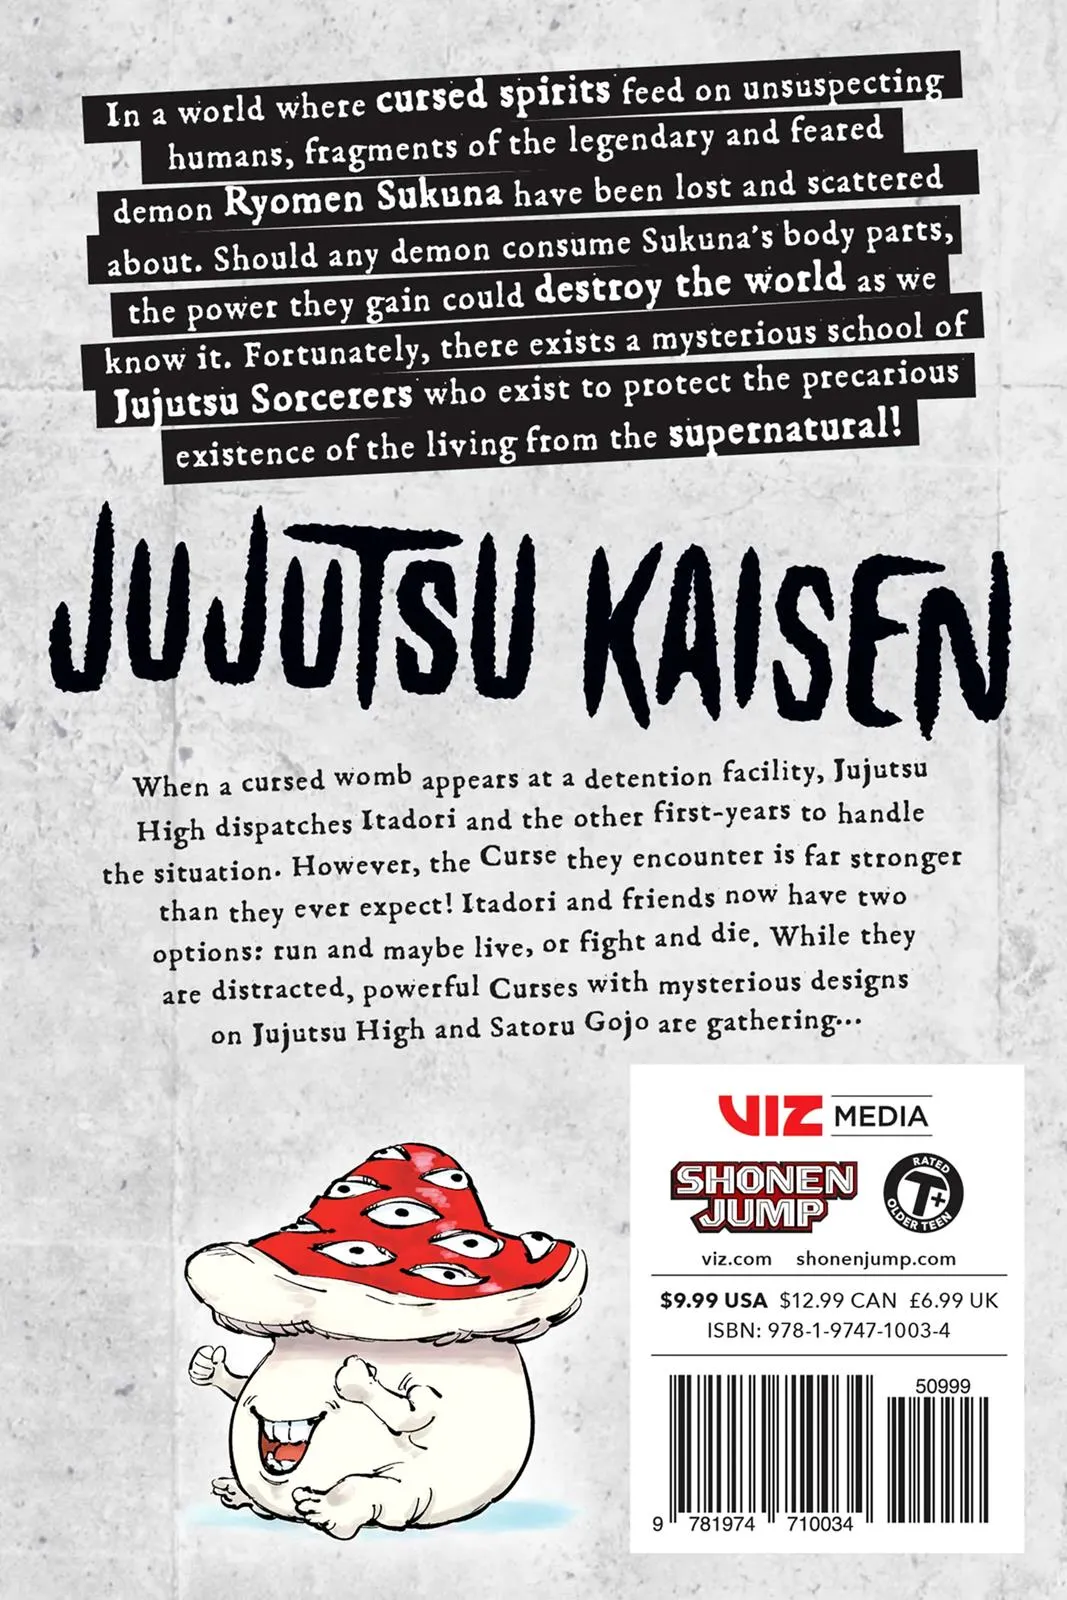 In a world where cursed spirits feed on unsuspecting
humans, fragments of the legendary and feared
demon Ryomen Sukuna have been lost and scattered
about. Should any demon consume Sukuna's body parts,
the power they gain could destroy the world as we
know it. Fortunately, there exists a mysterious school of
Jujutsu Sorcerers who exist to protect the precarious
existence of the living from the supernatural!
JUJUTSU KAISEN
When a cursed womb appears at a detention facility, Jujutsu
High dispatches Itadori and the other first-years to handle
the situation. However, the Curse they encounter is far stronger
than they ever expect! Itadori and friends now have two
options: run and maybe live, or fight and die. While they
are distracted, powerful Curses with mysterious designs
on Jujutsu High and Satoru Gojo are gathering...
VIZ MEDIA
SHONEN
JUMP
RATED
T+
OLDER TEEN
viz.com shonenjump.com
$9.99 USA $12.99 CAN £6.99 UK
ISBN: 978-1-9747-1003-4
50999
9 781974 710034